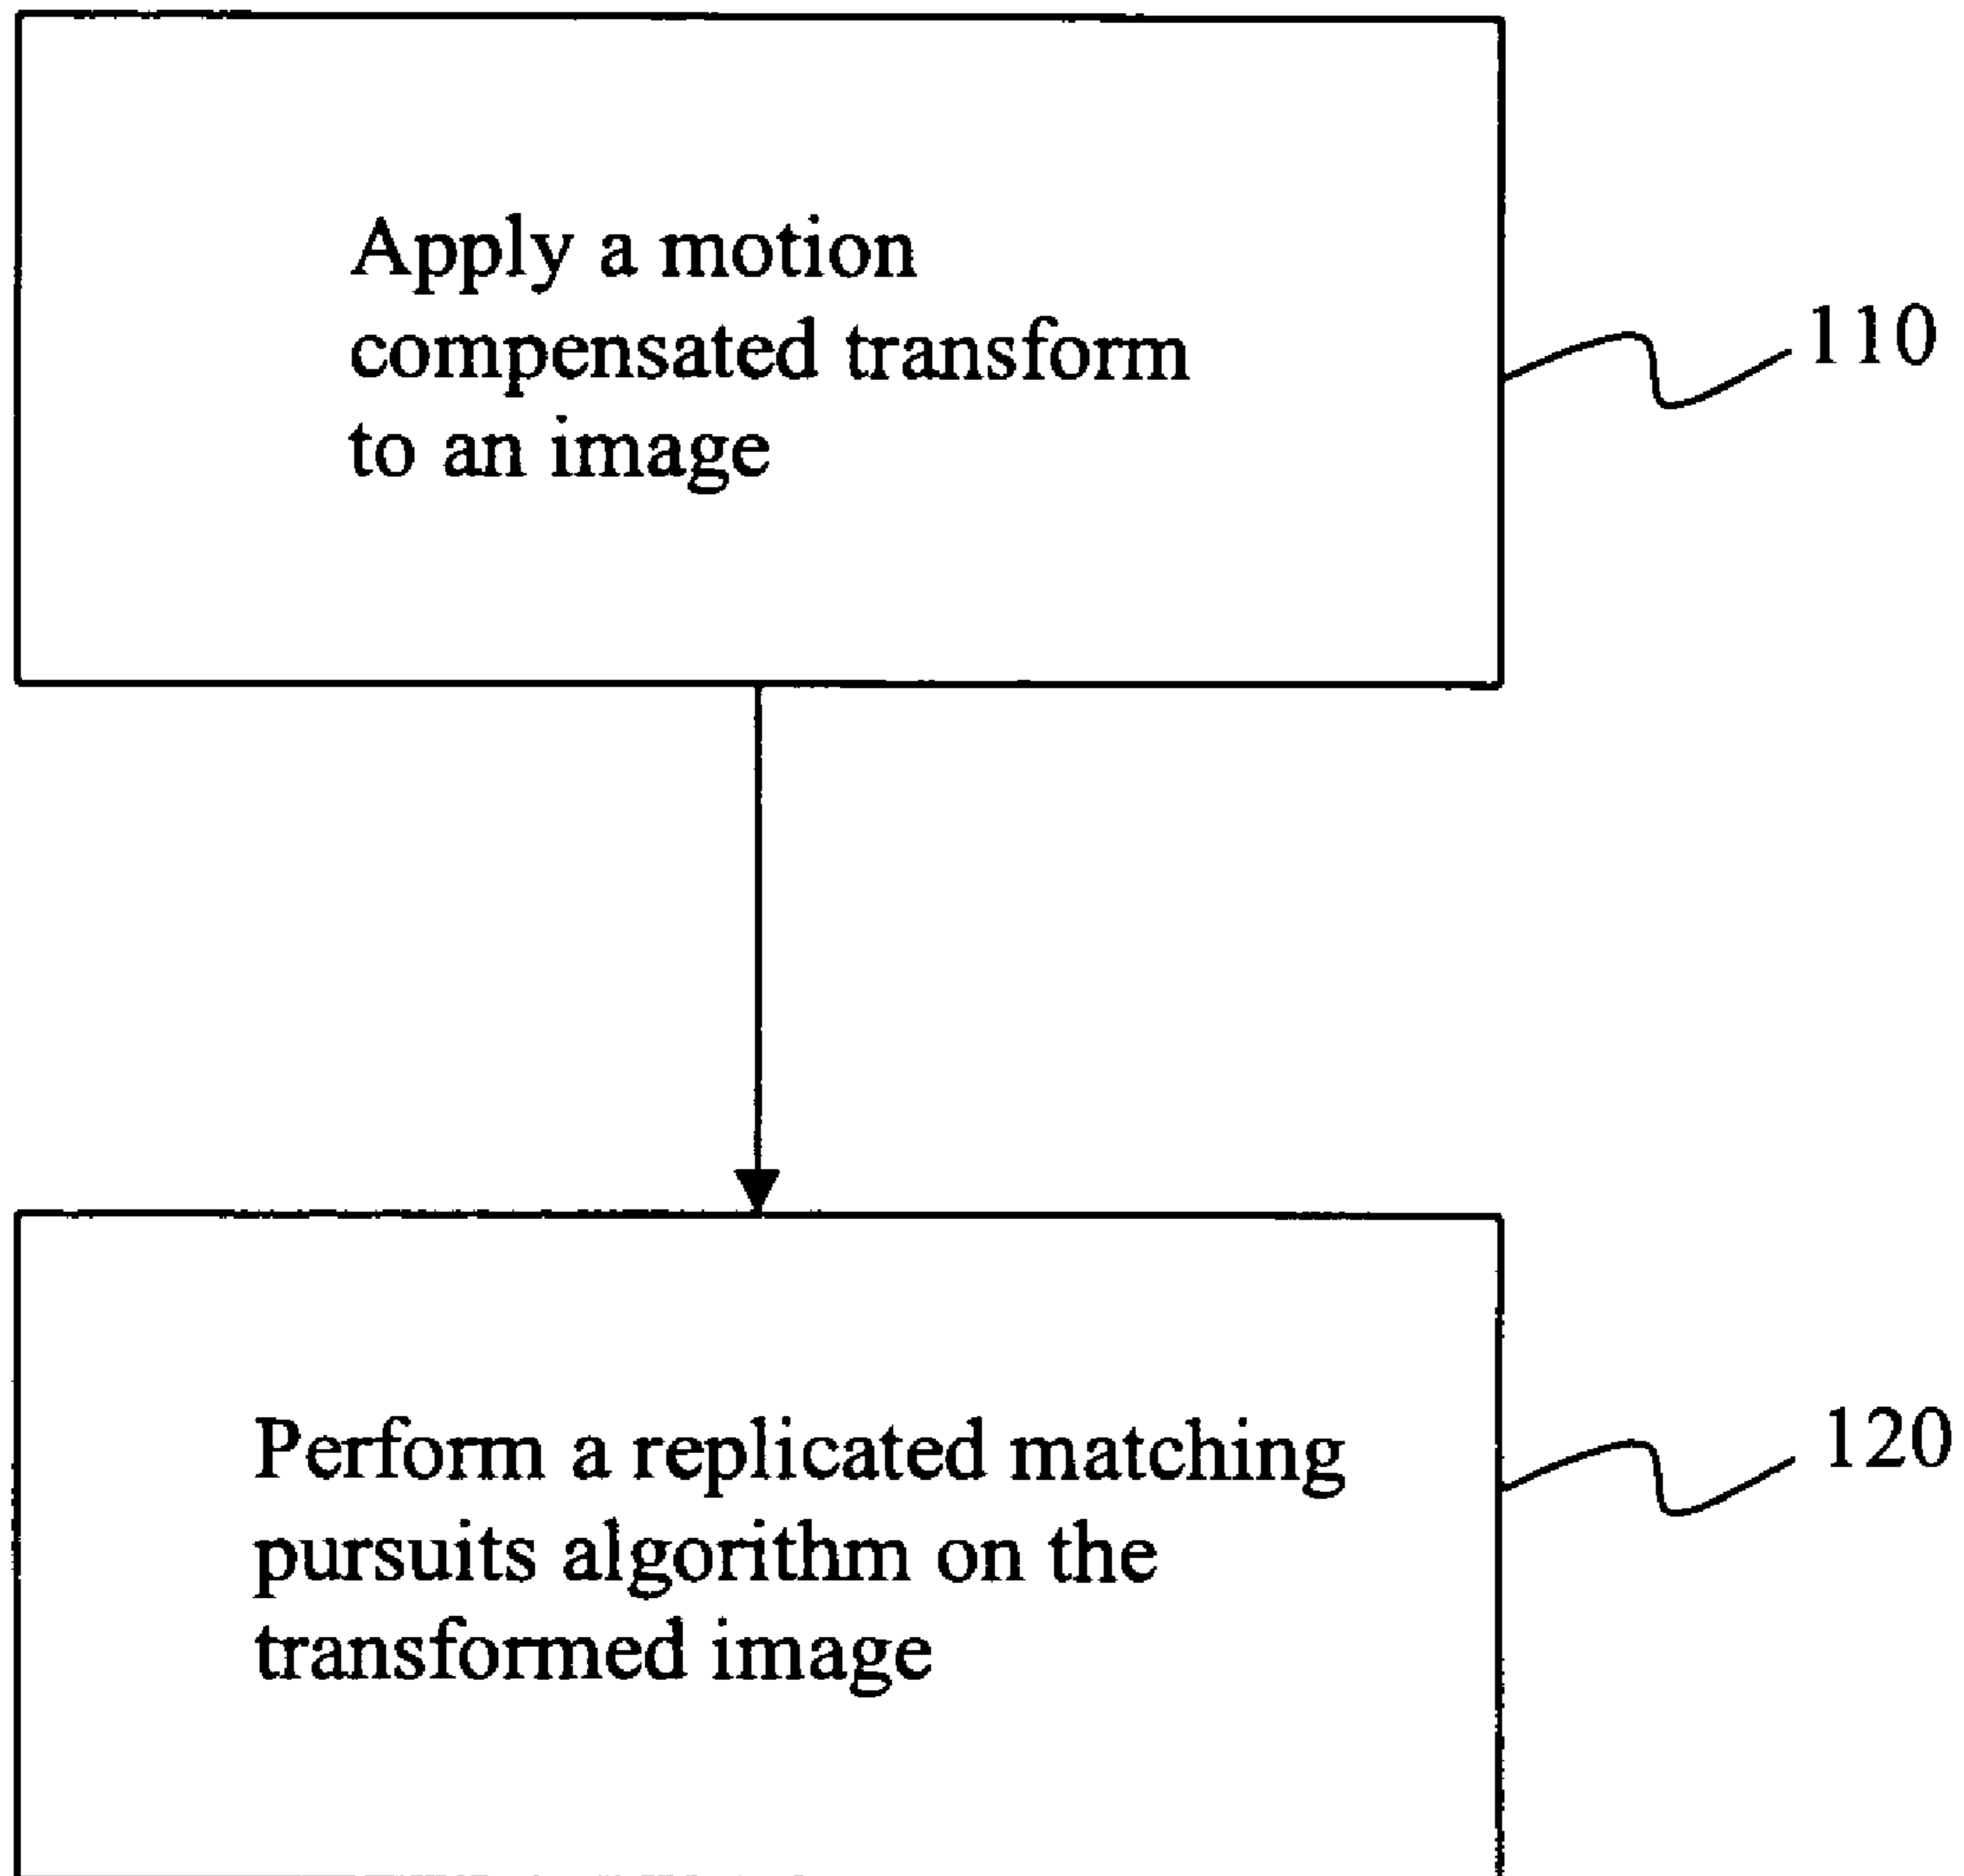 Apply a motion
compensated transform
to an image
110
Perform a replicated matching
pursuits algorithm on the
transformed image
120